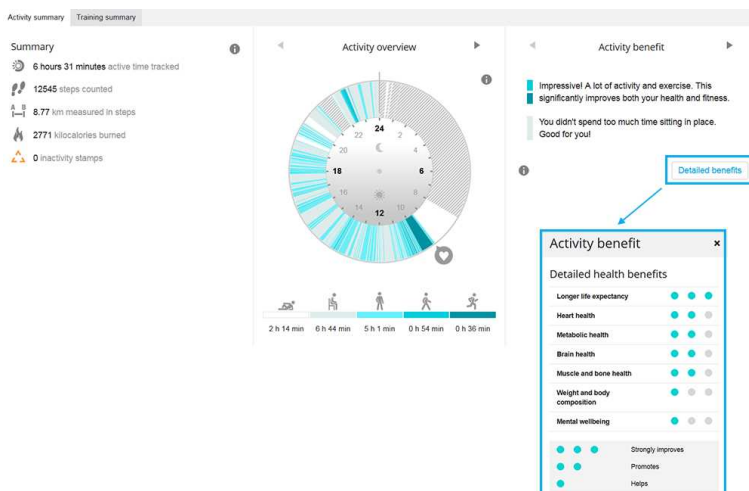 Activity summary
Training summary
Summary
6 hours 31 minutes active time tracked
12545 steps counted
A B
8.77 km measured in steps
2771 kilocalories burned
0 inactivity stamps
Activity overview
24
22
2
20
4
18
6
16
8
14
10
12
2 h 14 min
6 h 44 min
5 h 1 min
0 h 54 min
0 h 36 min
Activity benefit
Impressive! A lot of activity and exercise. This
significantly improves both your health and fitness.
You didn't spend too much time sitting in place.
Good for you!
Detailed benefits
Activity benefit
×
Detailed health benefits
Longer life expectancy
Heart health
Metabolic health
Brain health
Muscle and bone health
Weight and body
composition
Mental wellbeing
Strongly improves
Promotes
Helps